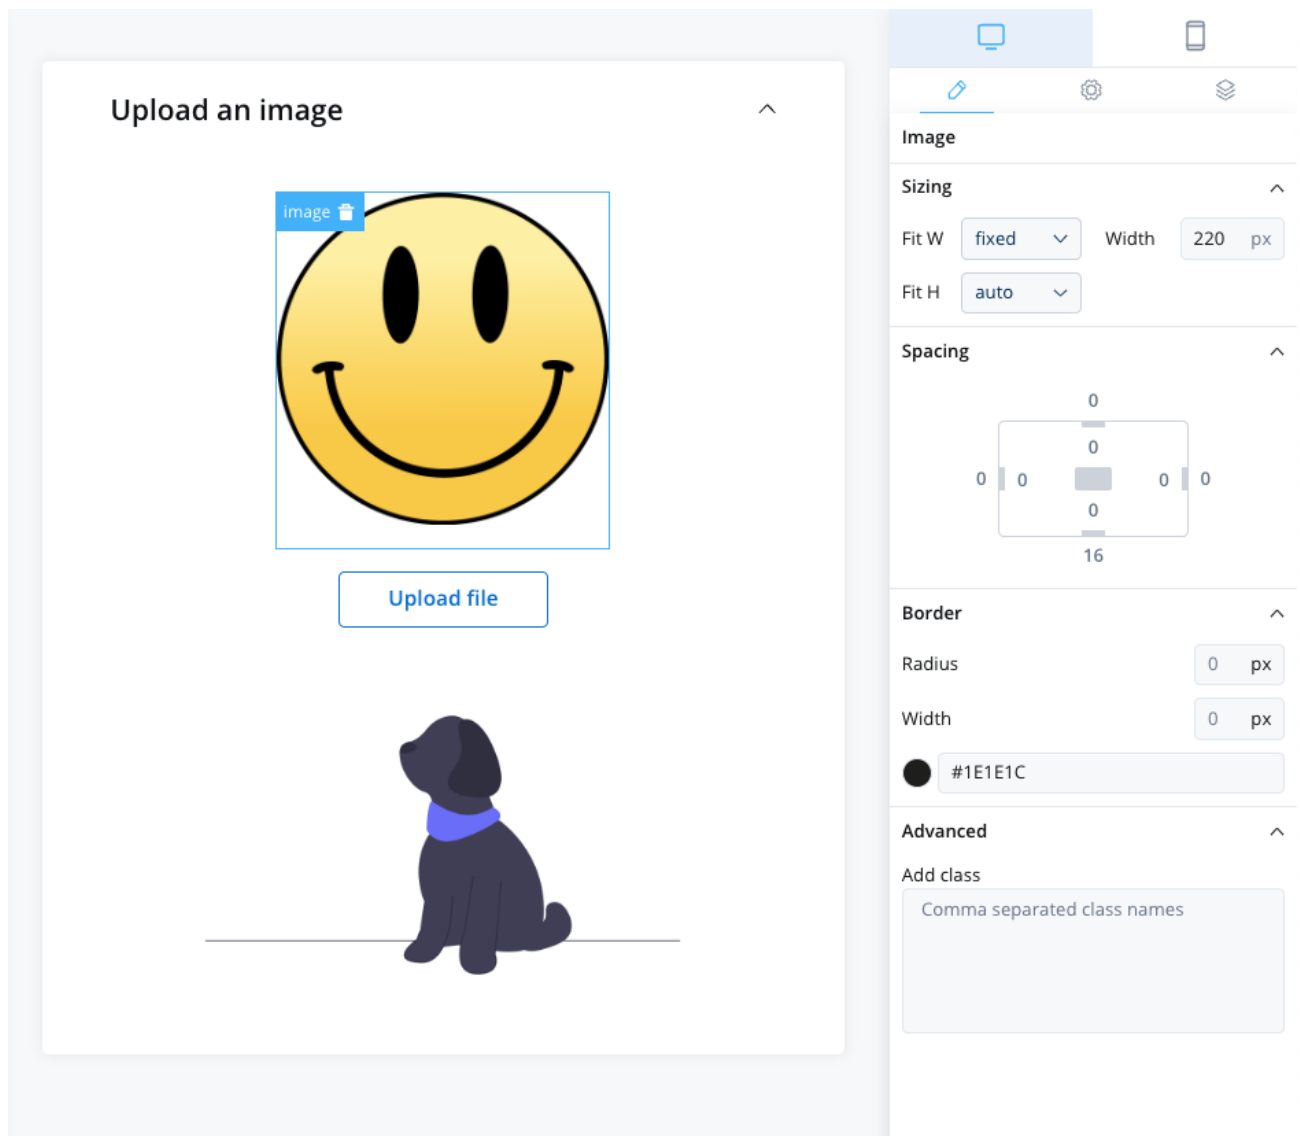 Upload an image
image
Upload file
Image
Sizing
Fit W fixed Width 220 px
Fit H auto
Spacing
0
0
0 0 0 0
0
16
Border
Radius 0 px
Width 0 px
#1E1E1C
Advanced
Add class
Comma separated class names